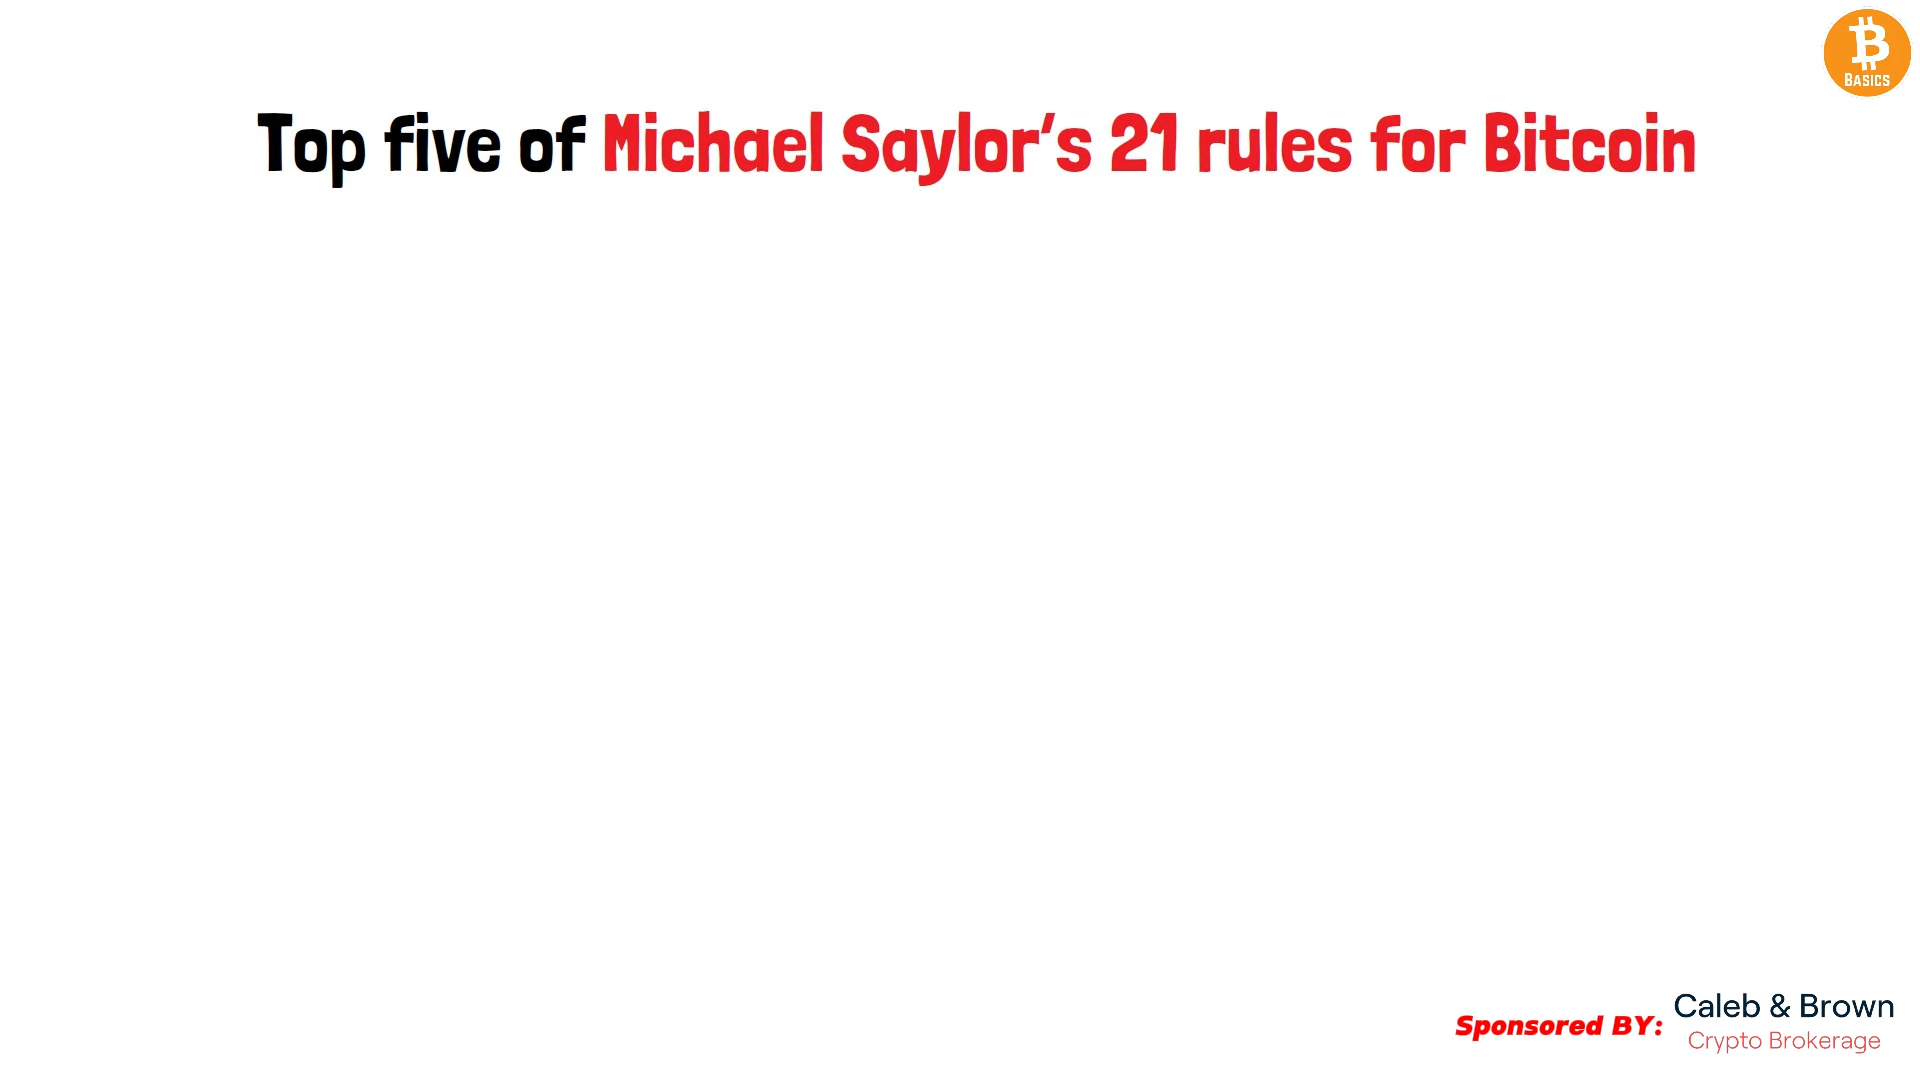 B
BASICS
Top five of Michael Saylor's 21 rules for Bitcoin
Sponsored BY:
Caleb & Brown
Crypto Brokerage